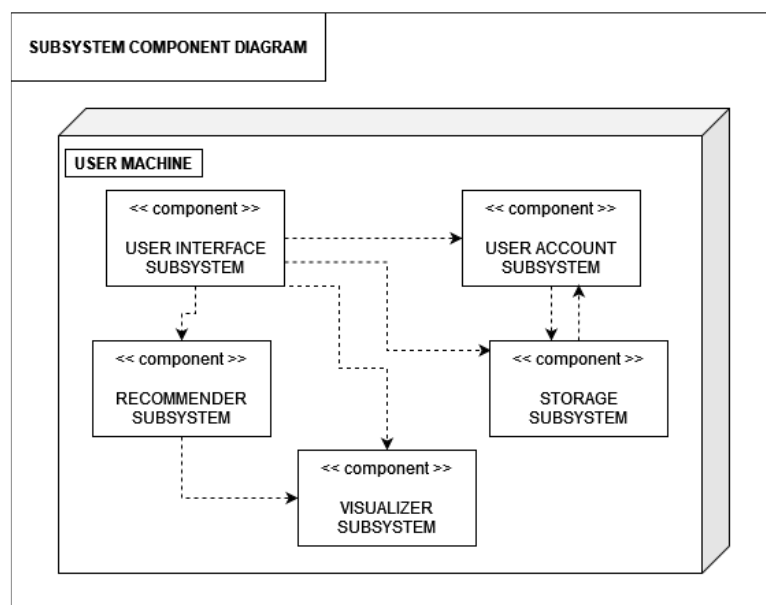 SUBSYSTEM COMPONENT DIAGRAM
USER MACHINE
<< component >>
USER INTERFACE
SUBSYSTEM
<< component >>
USER ACCOUNT
SUBSYSTEM
<< component >>
RECOMMENDER
SUBSYSTEM
<< component >>
STORAGE
SUBSYSTEM
<< component >>
VISUALIZER
SUBSYSTEM